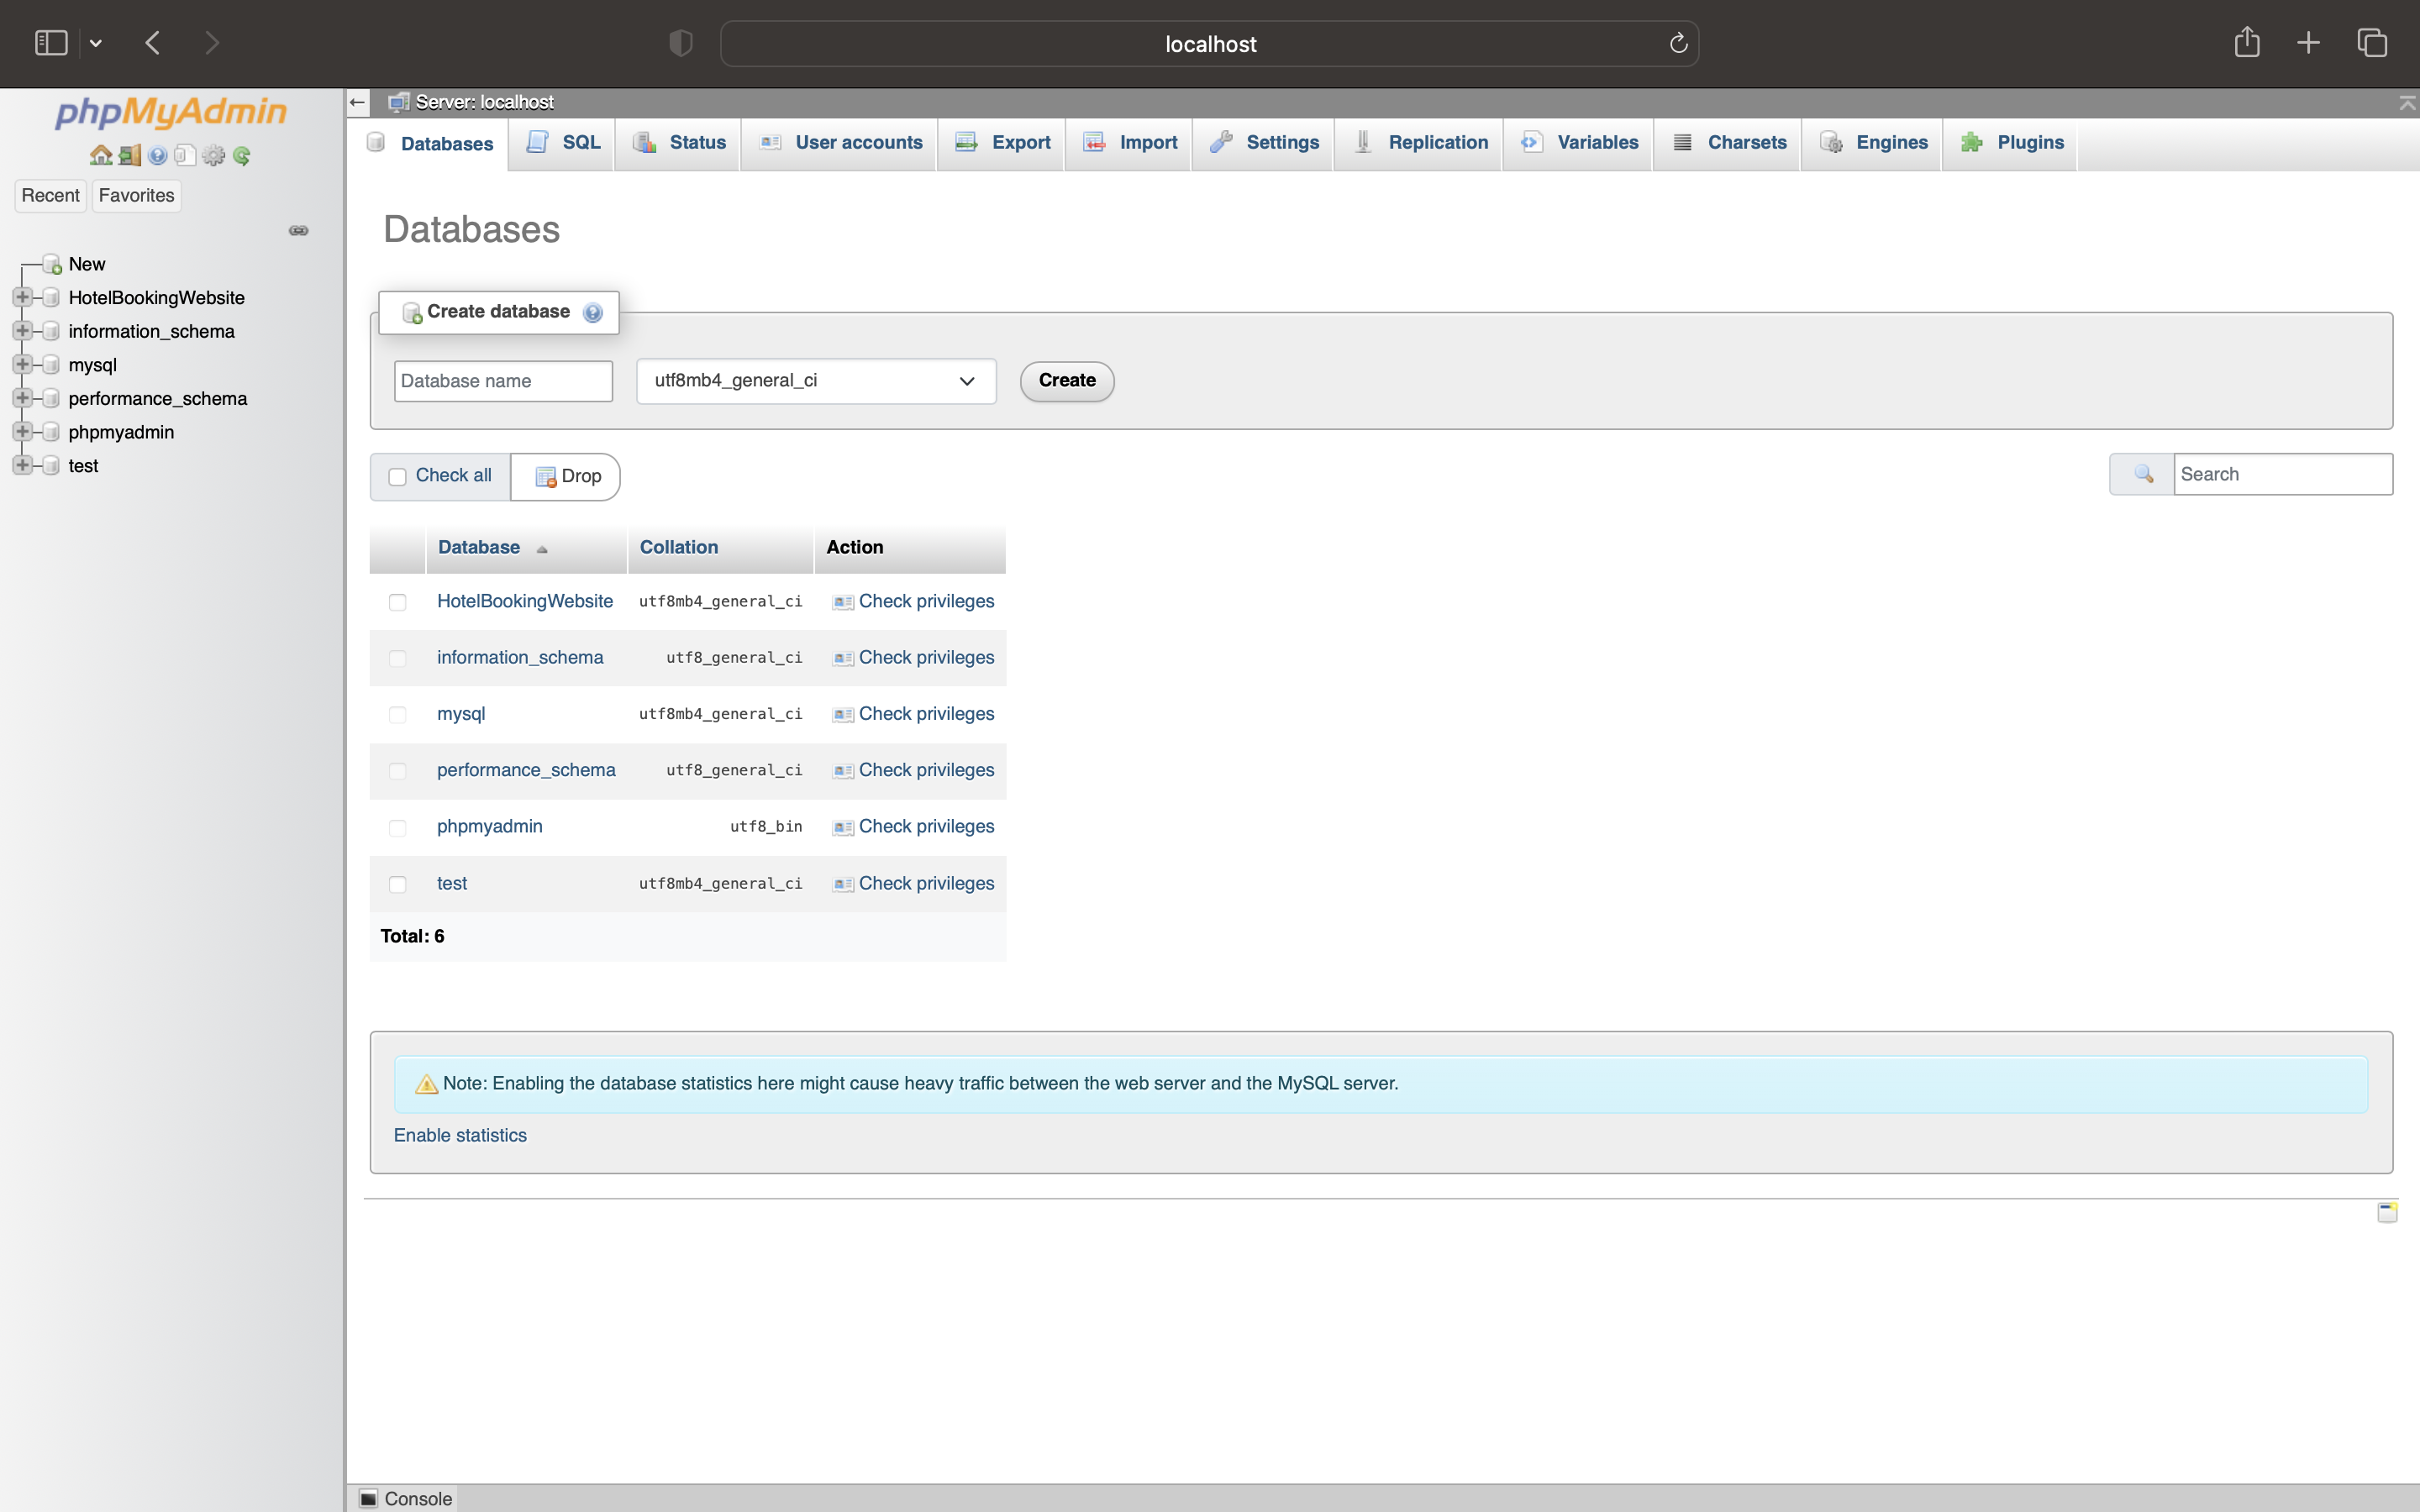 localhost
phpMyAdmin
Recent Favorites
New
HotelBookingWebsite
information_schema
mysql
performance_schema
phpmyadmin
test
Server: localhost
Databases SQL Status User accounts Export Import Settings Replication Variables Charsets Engines Plugins
Databases
Create database
Database name utf8mb4_general_ci Create
Check all Drop Search
Database Collation Action
HotelBookingWebsite utf8mb4_general_ci Check privileges
information_schema utf8_general_ci Check privileges
mysql utf8mb4_general_ci Check privileges
performance_schema utf8_general_ci Check privileges
phpmyadmin utf8_bin Check privileges
test utf8mb4_general_ci Check privileges
Total: 6
Note: Enabling the database statistics here might cause heavy traffic between the web server and the MySQL server.
Enable statistics
Console